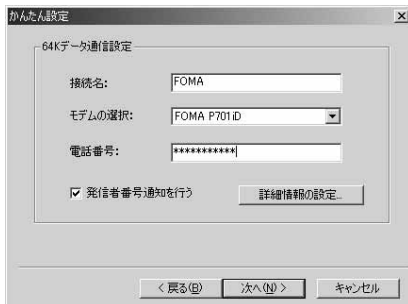 かんたん設定
64Kデータ通信設定
接続名: FOMA
モデムの選択: FOMA P701iD
電話番号: ***********
発信者番号通知を行う 詳細情報の設定...
< 戻る(B) 次へ(N) > キャンセル